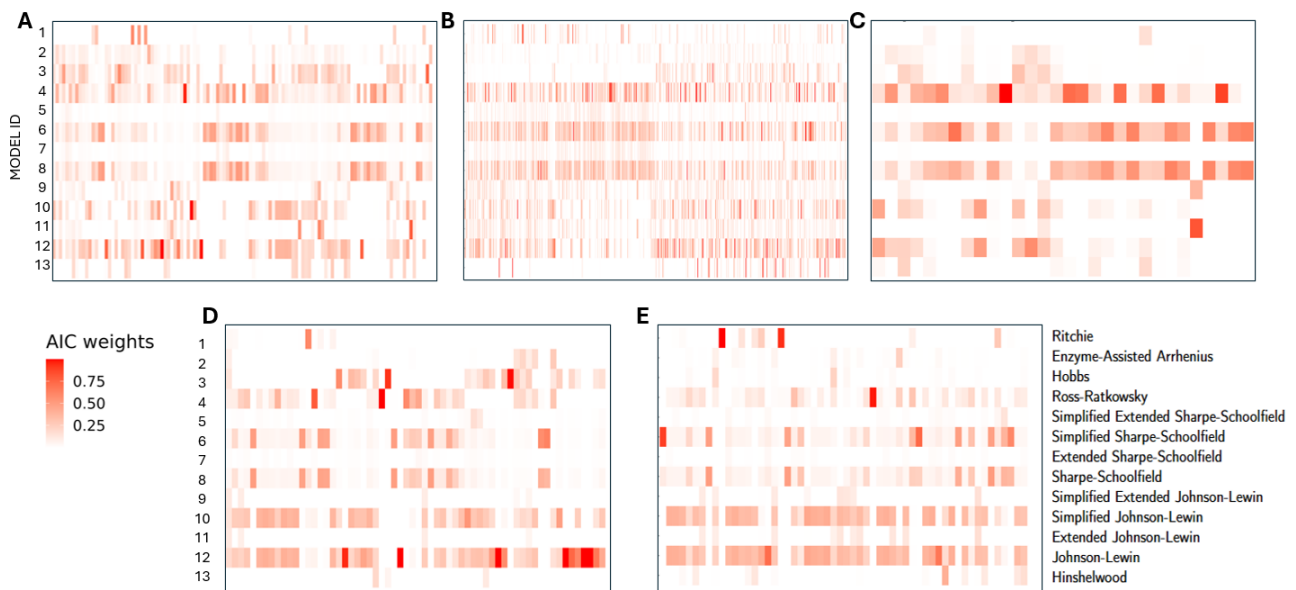 A
B
C
MODEL ID
1
2
3
4
5
6
7
8
9
10
11
12
13
D
E
AIC weights
0.75
0.50
0.25
1
2
3
4
5
6
7
8
9
10
11
12
13
Ritchie
Enzyme-Assisted Arrhenius
Hobbs
Ross-Ratkowsky
Simplified Extended Sharpe-Schoolfield
Simplified Sharpe-Schoolfield
Extended Sharpe-Schoolfield
Sharpe-Schoolfield
Simplified Extended Johnson-Lewin
Simplified Johnson-Lewin
Extended Johnson-Lewin
Johnson-Lewin
Hinshelwood